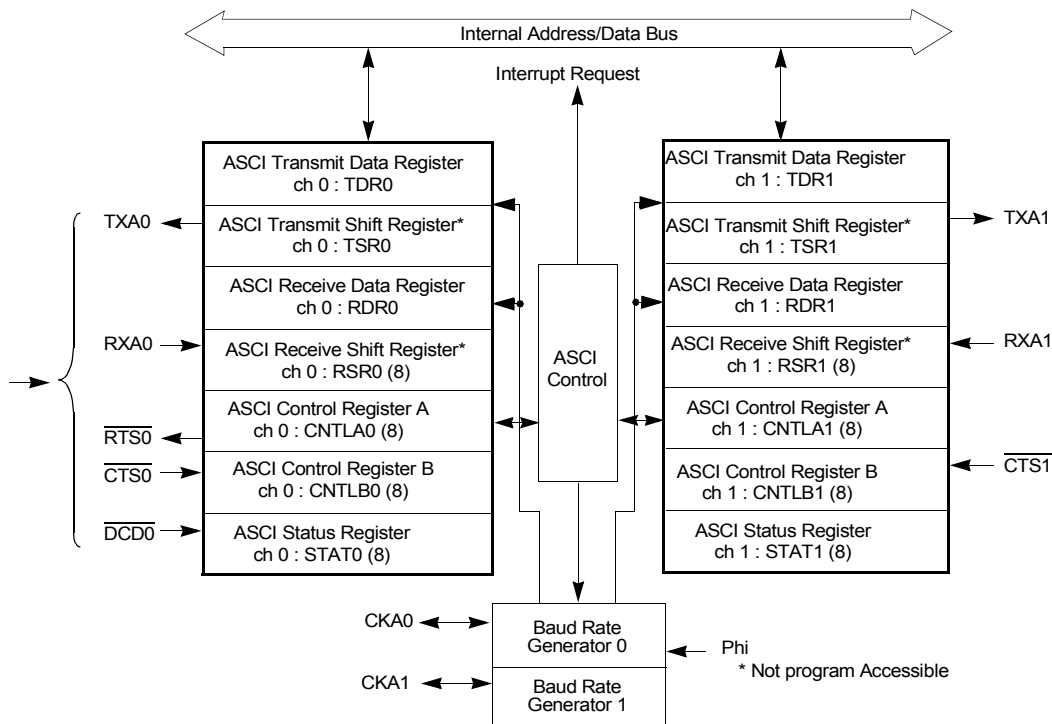 Internal Address/Data Bus
Interrupt Request
ASCI Transmit Data Register
ch 0 : TDR0
ASCI Transmit Shift Register*
ch 0 : TSR0
ASCI Receive Data Register
ch 0 : RDR0
ASCI Receive Shift Register*
ch 0 : RSR0 (8)
ASCI Control Register A
ch 0 : CNTLA0 (8)
ASCI Control Register B
ch 0 : CNTLB0 (8)
ASCI Status Register
ch 0 : STAT0 (8)
TXA0
RXA0
RTS0
CTS0
DCD0
ASCI
Control
ASCI Transmit Data Register
ch 1 : TDR1
ASCI Transmit Shift Register*
ch 1 : TSR1
ASCI Receive Data Register
ch 1 : RDR1
ASCI Receive Shift Register*
ch 1 : RSR1 (8)
ASCI Control Register A
ch 1 : CNTLA1 (8)
ASCI Control Register B
ch 1 : CNTLB1 (8)
ASCI Status Register
ch 1 : STAT1 (8)
TXA1
RXA1
CTS1
CKA0
Baud Rate
Generator 0
CKA1
Baud Rate
Generator 1
Phi
* Not program Accessible